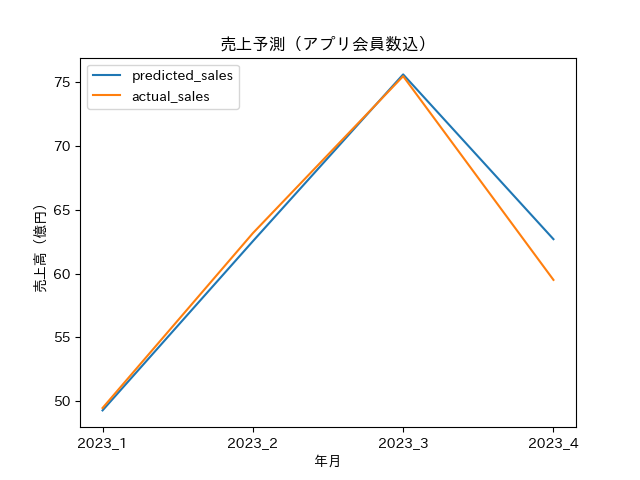 売上予測（アプリ会員数込）
predicted_sales
actual_sales
75
70
65
60
55
50
売上高（億円）
2023_1
2023_2
2023_3
2023_4
年月